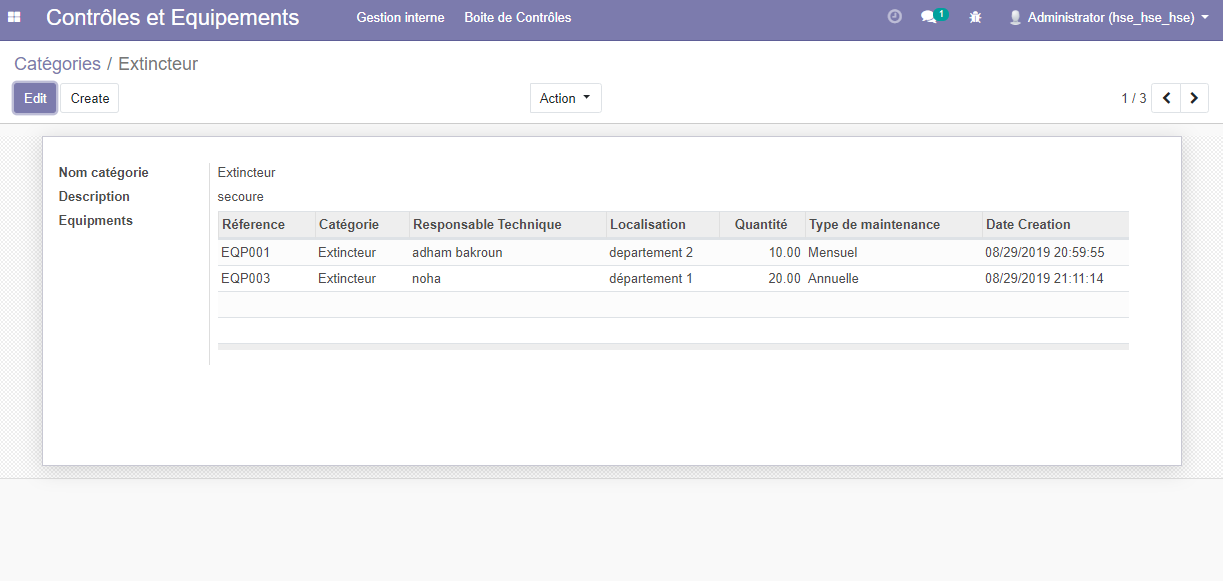 Contrôles et Equipements Gestion interne Boite de Contrôles 1 Administrator (hse_hse_hse)
Catégories / Extincteur
Edit Create Action 1 / 3
Nom catégorie Extincteur
Description secoure
Equipments
Réference Catégorie Responsable Technique Localisation Quantité Type de maintenance Date Creation
EQP001 Extincteur adham bakroun departement 2 10.00 Mensuel 08/29/2019 20:59:55
EQP003 Extincteur noha département 1 20.00 Annuelle 08/29/2019 21:11:14